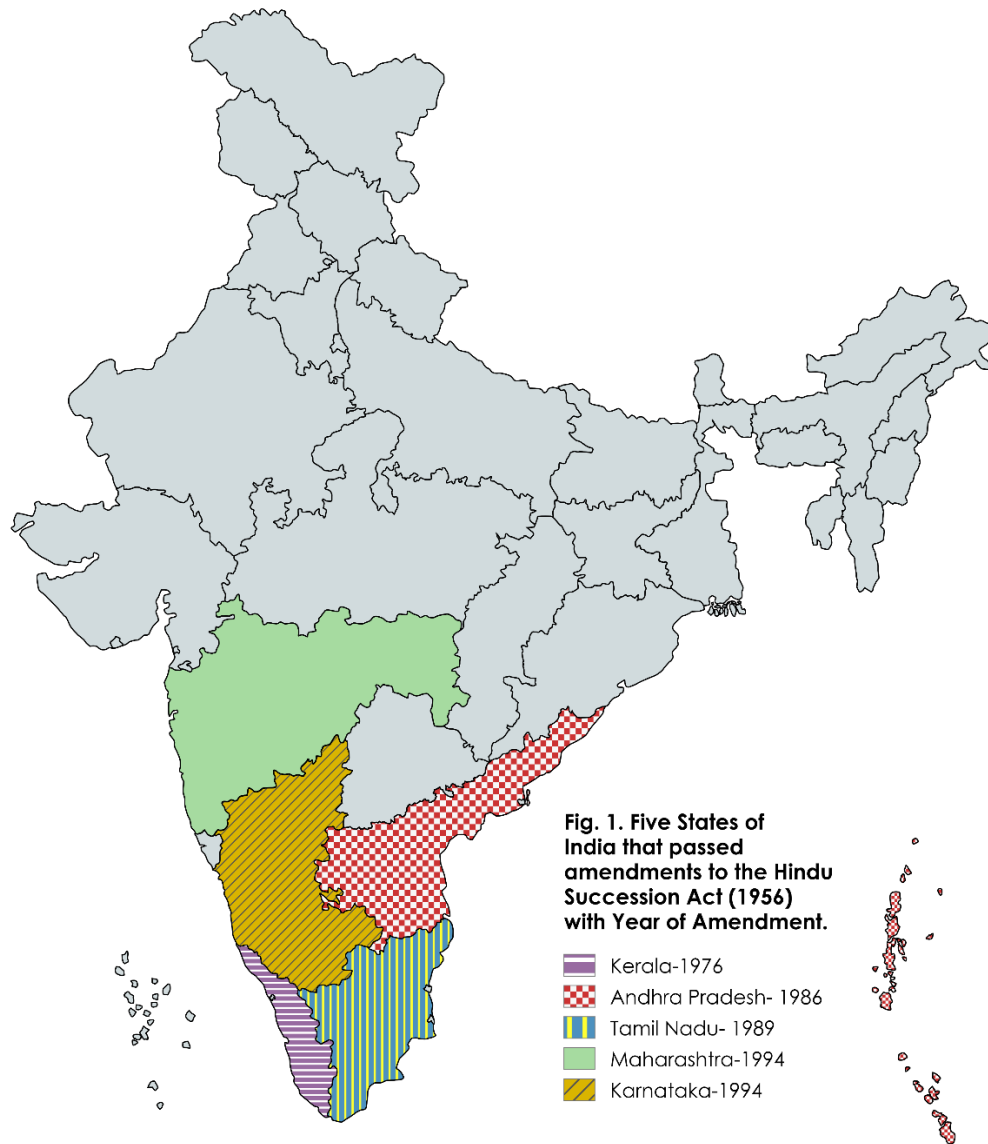 Fig. 1. Five States of
India that passed
amendments to the Hindu
Succession Act (1956)
with Year of Amendment.
Kerala-1976
Andhra Pradesh- 1986
Tamil Nadu- 1989
Maharashtra-1994
Karnataka-1994